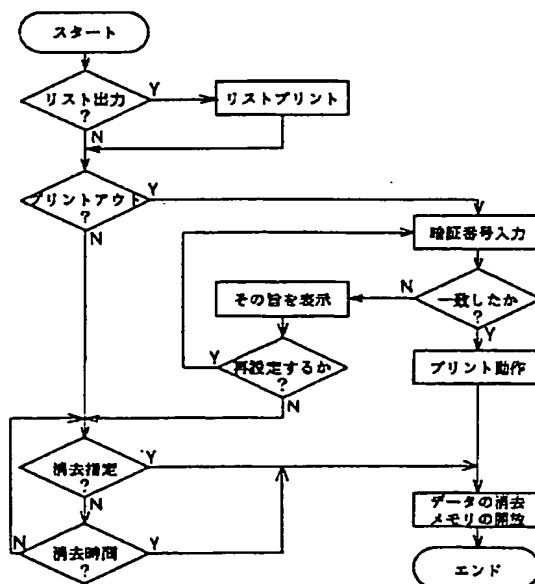 スタート
リスト出力
?
Y
リストプリント
N
プリントアウト
?
Y
N
暗証番号入力
一致したか
?
N
Y
その旨を表示
再設定するか
?
Y
N
プリント動作
消去指定
?
Y
N
消去時間
?
N
Y
データの消去
メモリの開放
エンド